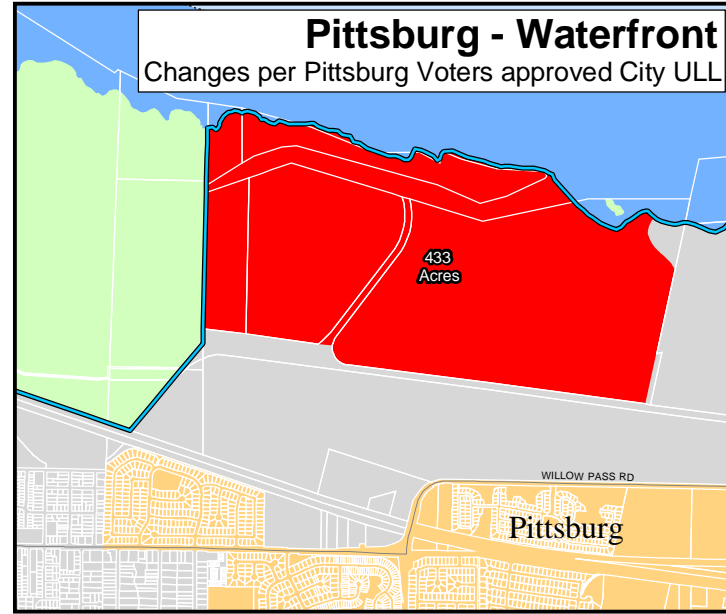 Pittsburg - Waterfront
Changes per Pittsburg Voters approved City ULL
433
Acres
WILLOW PASS RD
Pittsburg